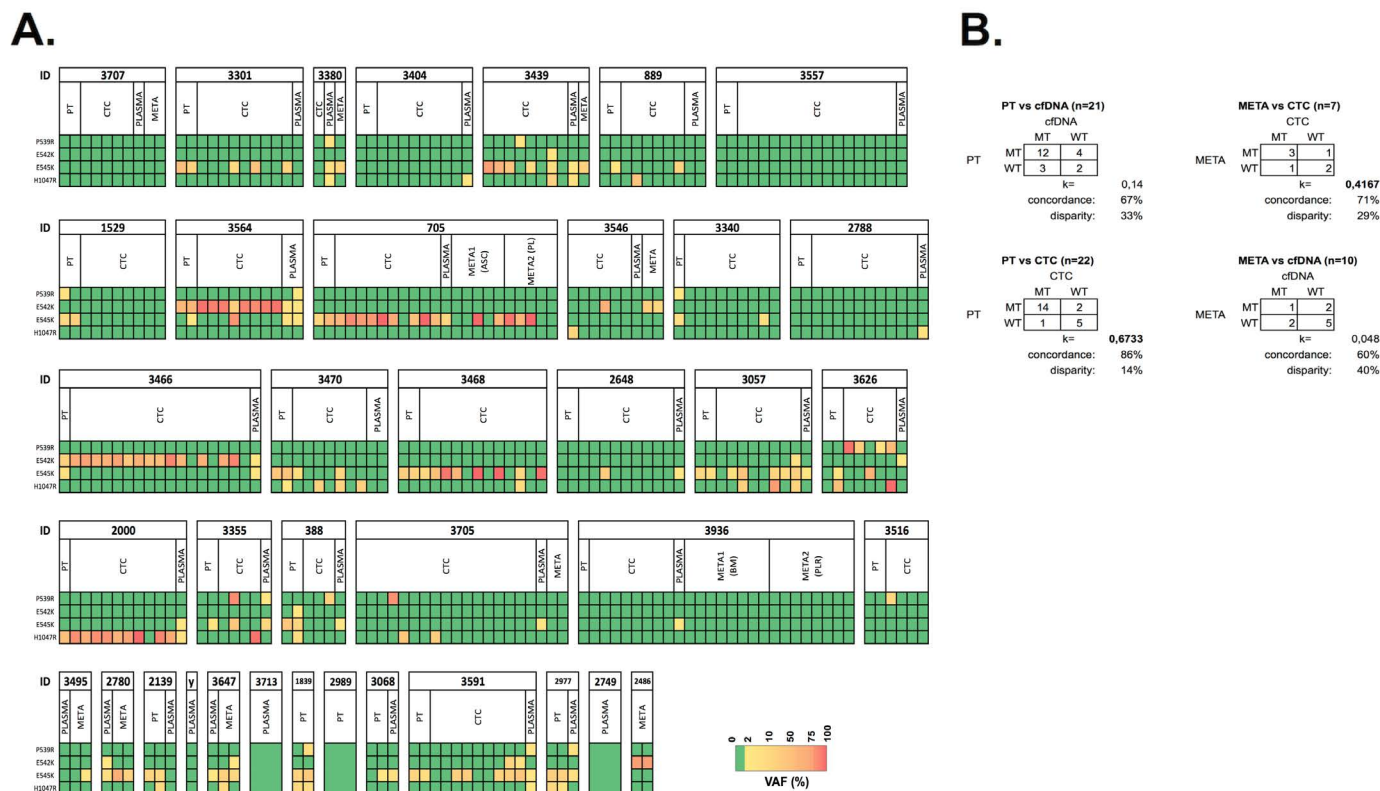 A.
B.
ID 3707 3301 3380 3404 3439 889 3557
PT CTC PLASMA META PT CTC PLASMA CTC PLASMA META PT CTC PLASMA PT CTC PLASMA META PT CTC PLASMA CTC PLASMA
P539R
E542K
E545K
H1047R
ID 1529 3564 705 3546 3340 2788
PT CTC PT CTC PLASMA PT CTC PLASMA META1 (ASC) META2 (PL) CTC PLASMA META PT CTC PLASMA PT CTC PLASMA
P539R
E542K
E545K
H1047R
ID 3466 3470 3468 2648 3057 3626
PT CTC PLASMA PT CTC PT CTC PT CTC PLASMA PT CTC PLASMA PT CTC PLASMA
P539R
E542K
E545K
H1047R
ID 2000 3355 388 3705 3936 3516
PT CTC PLASMA PT CTC PLASMA PT CTC PLASMA PT CTC PLASMA META PT CTC PLASMA META1 (BM) META2 (PLR) PT CTC
P539R
E542K
E545K
H1047R
ID 3495 2780 2139 y 3647 3713 1839 2989 3068 3591 2977 2749 2486
PLASMA META PLASMA META PT PLASMA PLASMA PLASMA META PLASMA PT PT PT PLASMA PT CTC PLASMA PT PLASMA PLASMA META
P539R
E542K
E545K
H1047R
0 2 10 50 75 100
VAF (%)
PT vs cfDNA (n=21)
cfDNA
MT WT
PT MT 12 4
WT 3 2
k= 0,14
concordance: 67%
disparity: 33%
META vs CTC (n=7)
CTC
MT WT
META MT 3 1
WT 1 2
k= 0,4167
concordance: 71%
disparity: 29%
PT vs CTC (n=22)
CTC
MT WT
PT MT 14 2
WT 1 5
k= 0,6733
concordance: 86%
disparity: 14%
META vs cfDNA (n=10)
cfDNA
MT WT
META MT 1 2
WT 2 5
k= 0,048
concordance: 60%
disparity: 40%